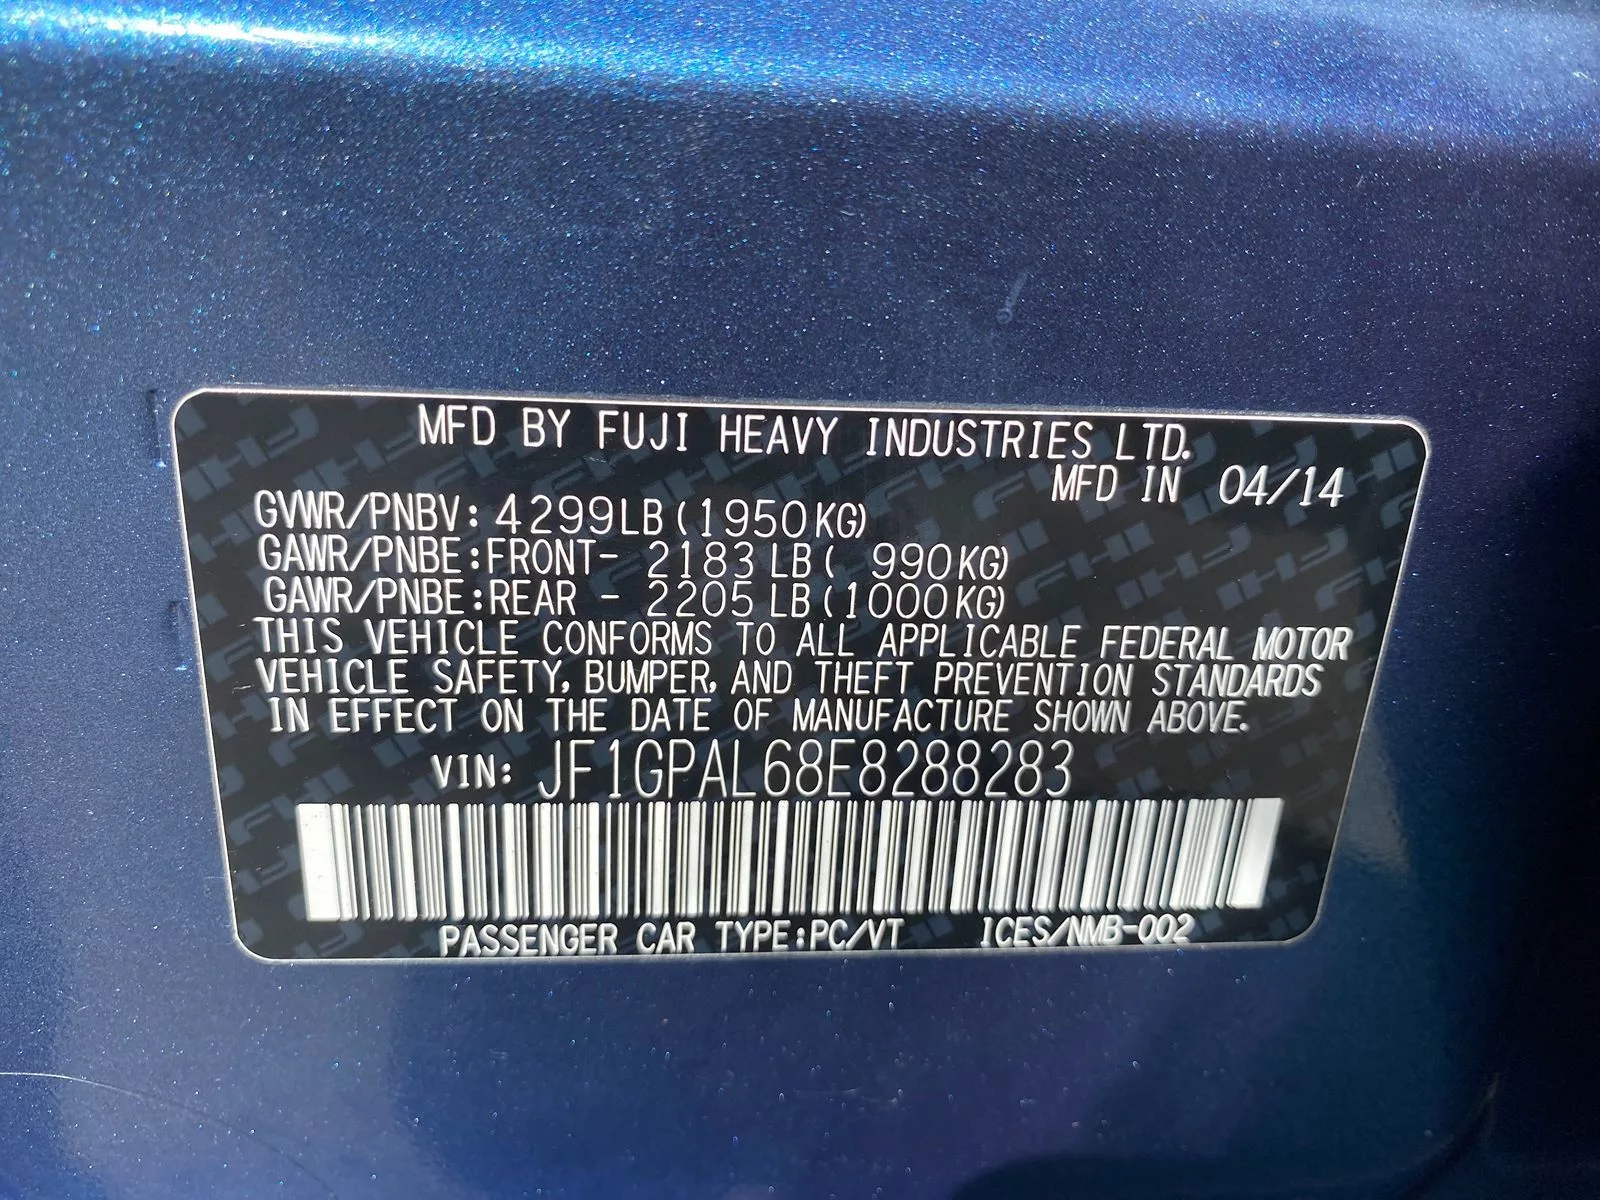 MFD BY FUJI HEAVY INDUSTRIES LTD.
MFD IN 04/14
GVWR/PNBV: 4299LB(1950KG)
GAWR/PNBE:FRONT- 2183LB( 990KG)
GAWR/PNBE:REAR - 2205LB(1000KG)
THIS VEHICLE CONFORMS TO ALL APPLICABLE FEDERAL MOTOR
VEHICLE SAFETY, BUMPER, AND THEFT PREVENTION STANDARDS
IN EFFECT ON THE DATE OF MANUFACTURE SHOWN ABOVE.
VIN: JF1GPAL68E8288283
PASSENGER CAR TYPE:PC/VT ICES/NMB-002